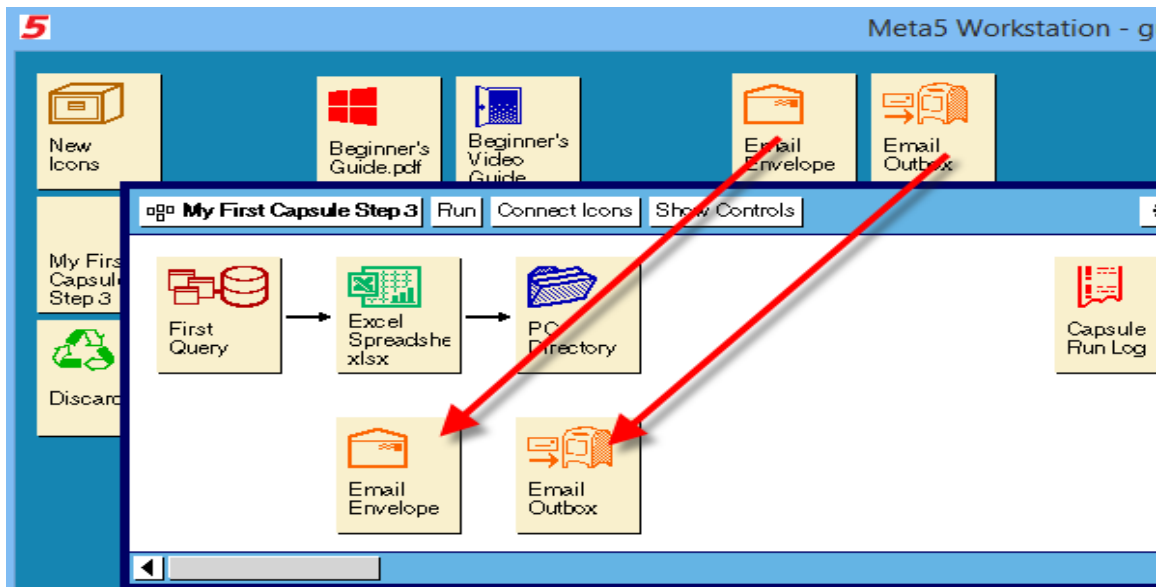 5
Meta5 Workstation - g
New
Icons
Beginner's
Guide.pdf
Beginner's
Video
Guide
Email
Envelope
Email
Outbox
My First Capsule Step 3
Run
Connect Icons
Show Controls
My Firs
Capsul
Step 3
First
Query
Excel
Spreadshe
xlsx
PC
Directory
Capsule
Run Log
Discard
Email
Envelope
Email
Outbox